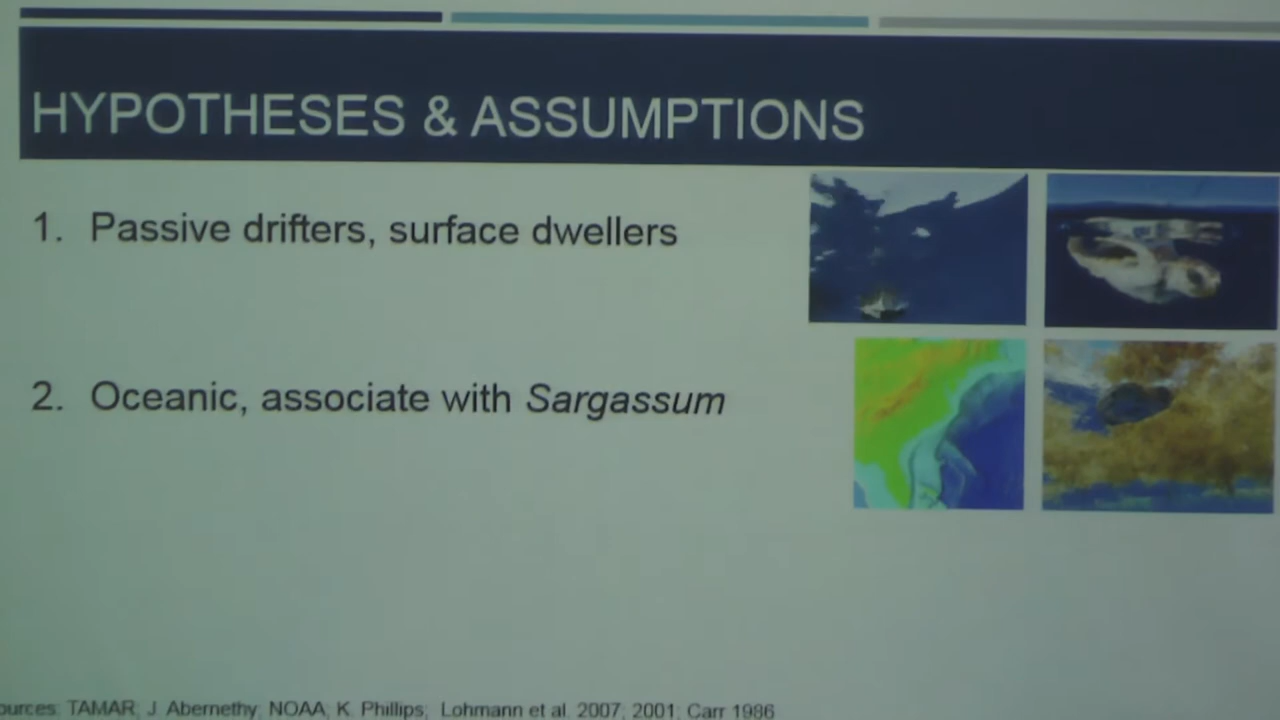 HYPOTHESES & ASSUMPTIONS
1. Passive drifters, surface dwellers
2. Oceanic, associate with Sargassum
ources: TAMAR; J. Abernethy; NOAA; K. Phillips; Lohmann et al. 2007; 2001; Carr 1986